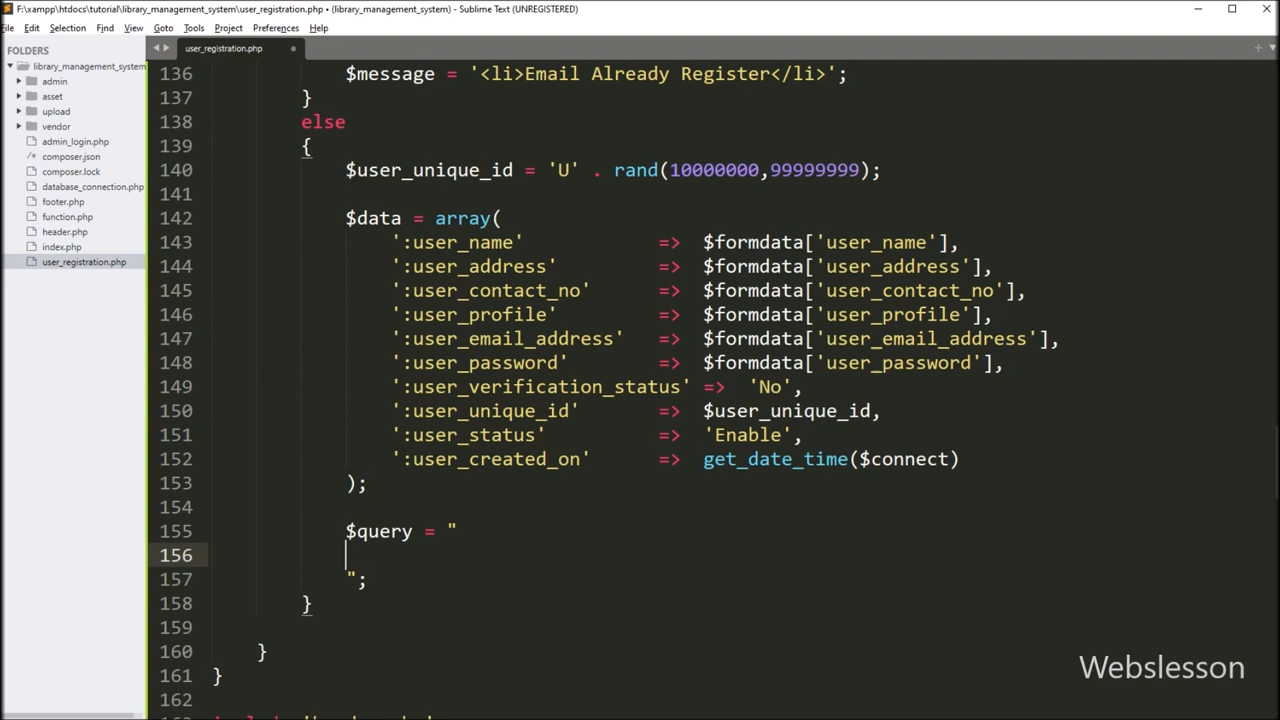 F:\xampp\htdocs\tutorial\library_management_system\user_registration.php • (library_management_system) - Sublime Text (UNREGISTERED)
File Edit Selection Find View Goto Tools Project Preferences Help
FOLDERS
library_management_system
admin
asset
upload
vendor
admin_login.php
composer.json
composer.lock
database_connection.php
footer.php
function.php
header.php
index.php
user_registration.php
user_registration.php
136 $message = '<li>Email Already Register</li>';
137 }
138 else
139 {
140 $user_unique_id = 'U' . rand(10000000,99999999);
141
142 $data = array(
143 ':user_name' => $formdata['user_name'],
144 ':user_address' => $formdata['user_address'],
145 ':user_contact_no' => $formdata['user_contact_no'],
146 ':user_profile' => $formdata['user_profile'],
147 ':user_email_address' => $formdata['user_email_address'],
148 ':user_password' => $formdata['user_password'],
149 ':user_verification_status' => 'No',
150 ':user_unique_id' => $user_unique_id,
151 ':user_status' => 'Enable',
152 ':user_created_on' => get_date_time($connect)
153 );
154
155 $query = "
156
157 ";
158 }
159
160 }
161 }
162
Webslesson